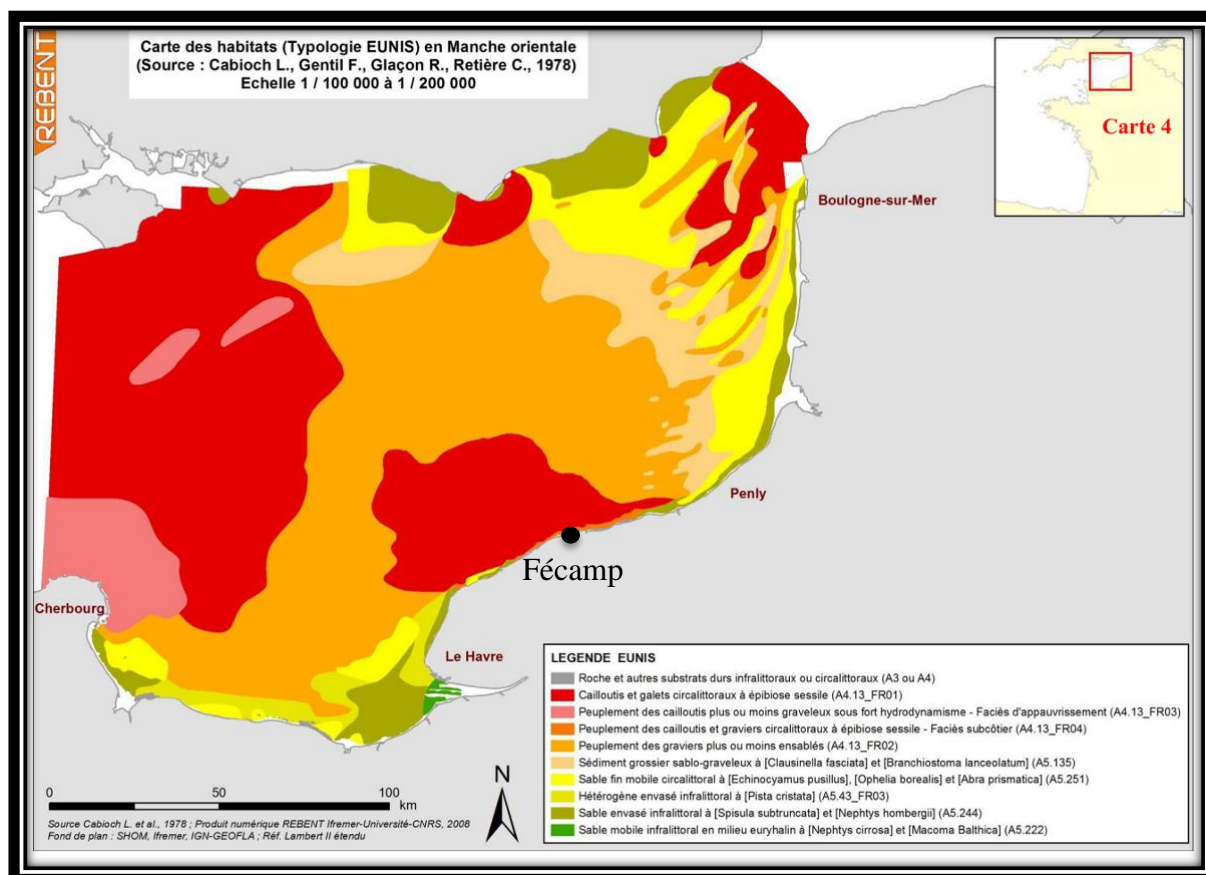 REBENT
Carte des habitats (Typologie EUNIS) en Manche orientale
(Source : Cabioch L., Gentil F., Glaçon R., Retière C., 1978)
Echelle 1 / 100 000 à 1 / 200 000
Carte 4
Boulogne-sur-Mer
Penly
Fécamp
Cherbourg
Le Havre
LEGENDE EUNIS
Roche et autres substrats durs infralittoraux ou circalittoraux (A3 ou A4)
Cailloutis et galets circalittoraux à épibiose sessile (A4.13_FR01)
Peuplement des cailloutis plus ou moins graveleux sous fort hydrodynamisme - Faciès d'appauvrissement (A4.13_FR03)
Peuplement des cailloutis et graviers circalittoraux à épibiose sessile - Faciès subcôtier (A4.13_FR04)
Peuplement des graviers plus ou moins ensablés (A4.13_FR02)
Sédiment grossier sablo-graveleux à [Clausinella fasciata] et [Branchiostoma lanceolatum] (A5.135)
Sable fin mobile circalittoral à [Echinocyamus pusillus], [Ophelia borealis] et [Abra prismatica] (A5.251)
Hétérogène envasé infralittoral à [Pista cristata] (A5.43_FR03)
Sable envasé infralittoral à [Spisula subtruncata] et [Nephtys hombergii] (A5.244)
Sable mobile infralittoral en milieu euryhalin à [Nephtys cirrosa] et [Macoma Balthica] (A5.222)
N
0 50 100
km
Source Cabioch L. et al., 1978 ; Produit numérique REBENT Ifremer-Université-CNRS, 2008
Fond de plan : SHOM, Ifremer, IGN-GEOFLA ; Réf. Lambert II étendu